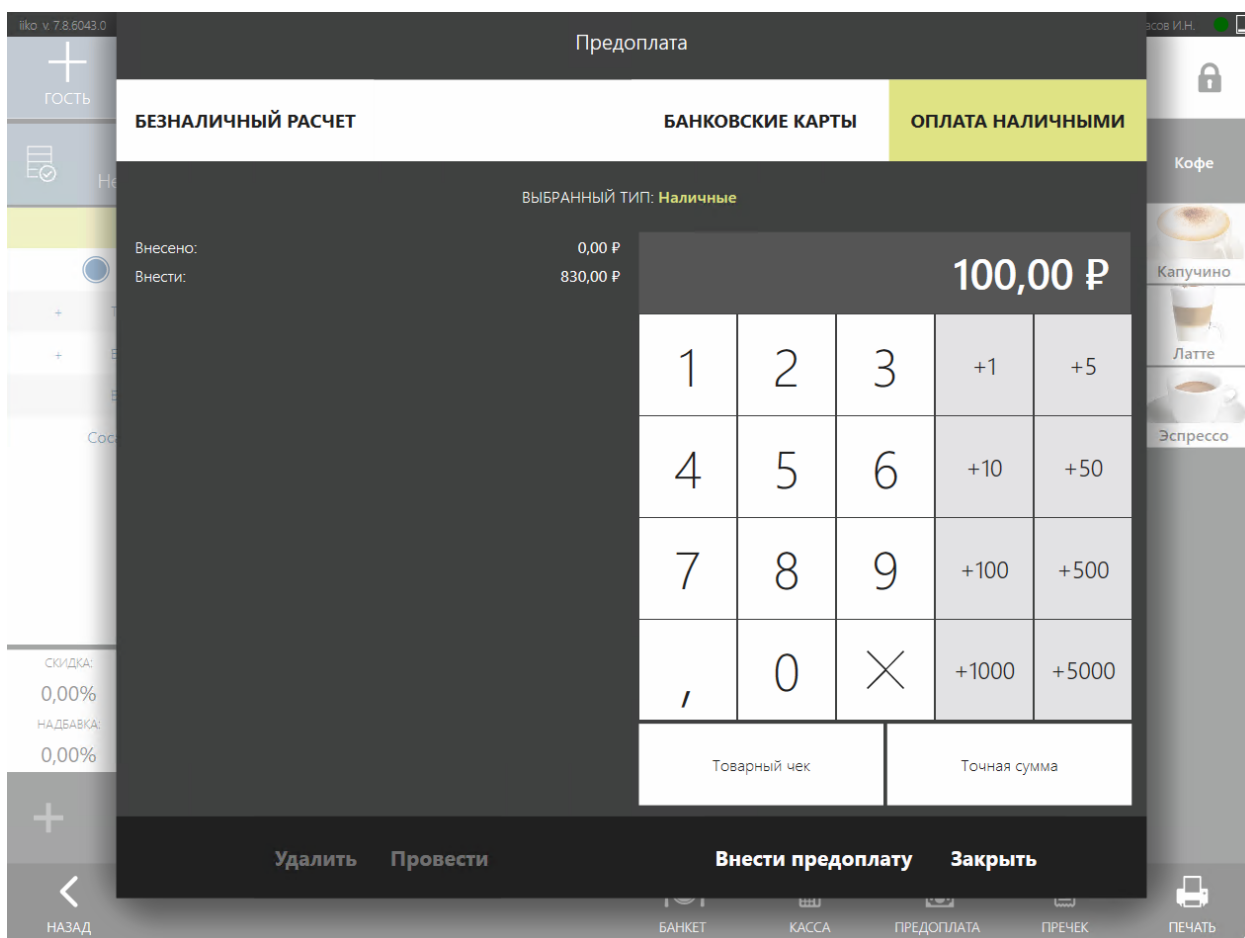 iiko v. 7.8.6043.0
Предоплата
ГОСТЬ
БЕЗНАЛИЧНЫЙ РАСЧЕТ
БАНКОВСКИЕ КАРТЫ
ОПЛАТА НАЛИЧНЫМИ
Кофе
ВЫБРАННЫЙ ТИП: Наличные
Внесено: 0,00 ₽
Внести: 830,00 ₽
100,00 ₽
1 2 3 +1 +5
4 5 6 +10 +50
7 8 9 +100 +500
, 0 +1000 +5000
Товарный чек
Точная сумма
Капучино
Латте
Эспрессо
СКИДКА:
0,00%
НАДБАВКА:
0,00%
Удалить
Провести
Внести предоплату
Закрыть
НАЗАД
БАНКЕТ
КАССА
ПРЕДОПЛАТА
ПРЕЧЕК
ПЕЧАТЬ